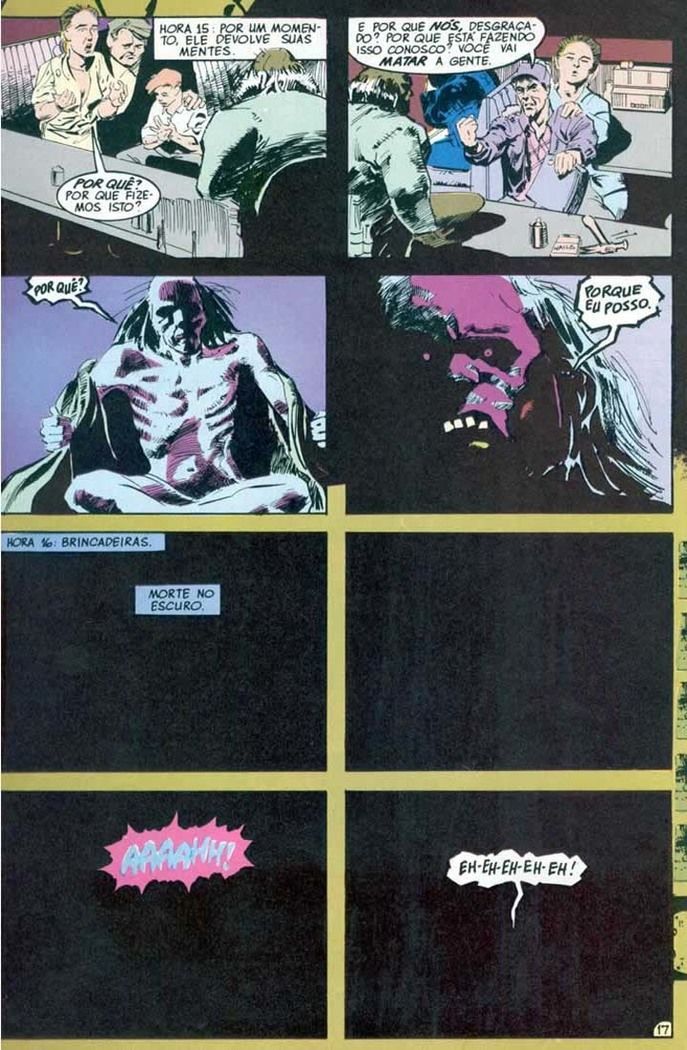 HORA 15: POR UM MOMEN-
TO, ELE DEVOLVE SUAS
MENTES.
POR QUÊ?
POR QUE FIZE-
MOS ISTO?
E POR QUE NÓS, DESGRAÇA-
DO? POR QUE ESTÁ FAZENDO
ISSO CONOSCO? VOCÊ VAI
MATAR A GENTE.
POR QUÊ?
PORQUE
EU POSSO.
HORA 16: BRINCADEIRAS.
MORTE NO
ESCURO.
AAAAHH!
EH-EH-EH-EH-EH!
17